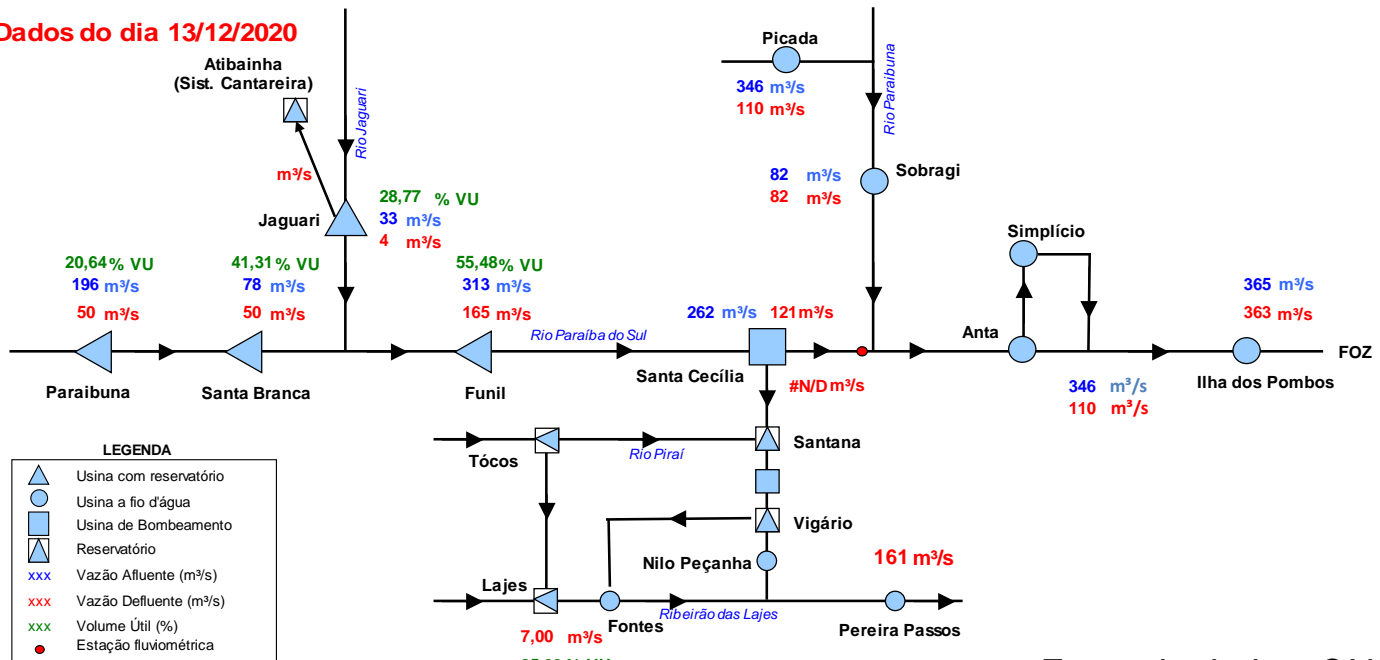 Dados do dia 13/12/2020
Atibainha
(Sist. Cantareira)
Rio Jaguari
m³/s
Jaguari
28,77 % VU
33 m³/s
4 m³/s
Picada
346 m³/s
110 m³/s
Rio Paraibuna
82 m³/s
82 m³/s
Sobragi
20,64 % VU
196 m³/s
50 m³/s
Paraibuna
41,31 % VU
78 m³/s
50 m³/s
Santa Branca
55,48 % VU
313 m³/s
165 m³/s
Funil
Rio Paraíba do Sul
262 m³/s 121 m³/s
Santa Cecília
#N/D m³/s
Simplício
Anta
346 m³/s
110 m³/s
365 m³/s
363 m³/s
Ilha dos Pombos
FOZ
Tócos
Rio Piraí
Santana
Vigário
Nilo Peçanha
161 m³/s
Lajes
7,00 m³/s
Fontes
Ribeirão das Lajes
Pereira Passos
LEGENDA
Usina com reservatório
Usina a fio d'água
Usina de Bombeamento
Reservatório
xxx Vazão Afluente (m³/s)
xxx Vazão Defluente (m³/s)
xxx Volume Útil (%)
Estação fluviométrica